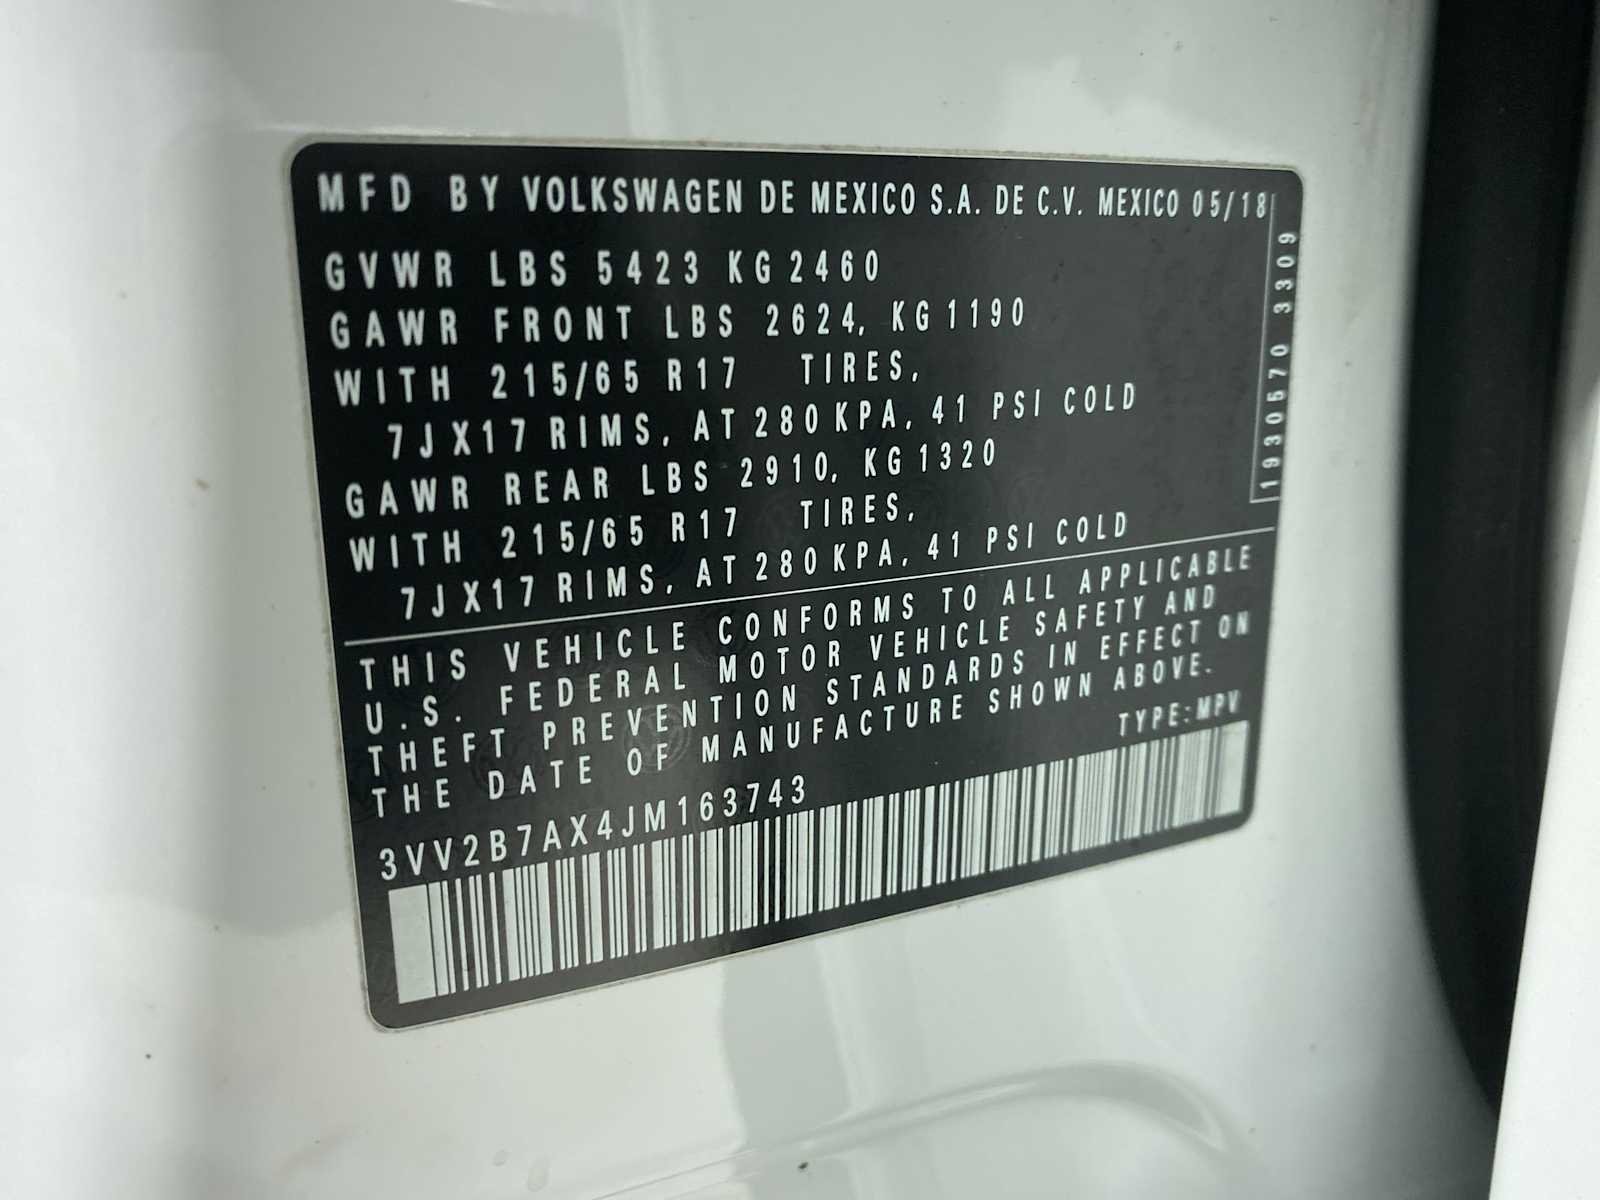 MFD BY VOLKSWAGEN DE MEXICO S.A. DE C.V. MEXICO 05/18
GVWR LBS 5423 KG 2460
GAWR FRONT LBS 2624, KG 1190
WITH 215/65 R17 TIRES,
7JX17 RIMS, AT 280 KPA, 41 PSI COLD
GAWR REAR LBS 2910, KG 1320
WITH 215/65 R17 TIRES,
7JX17 RIMS, AT 280 KPA, 41 PSI COLD
1930570 3309
THIS VEHICLE CONFORMS TO ALL APPLICABLE
U.S. FEDERAL MOTOR VEHICLE SAFETY AND
THEFT PREVENTION STANDARDS IN EFFECT ON
THE DATE OF MANUFACTURE SHOWN ABOVE.
TYPE: MPV
3VV2B7AX4JM163743